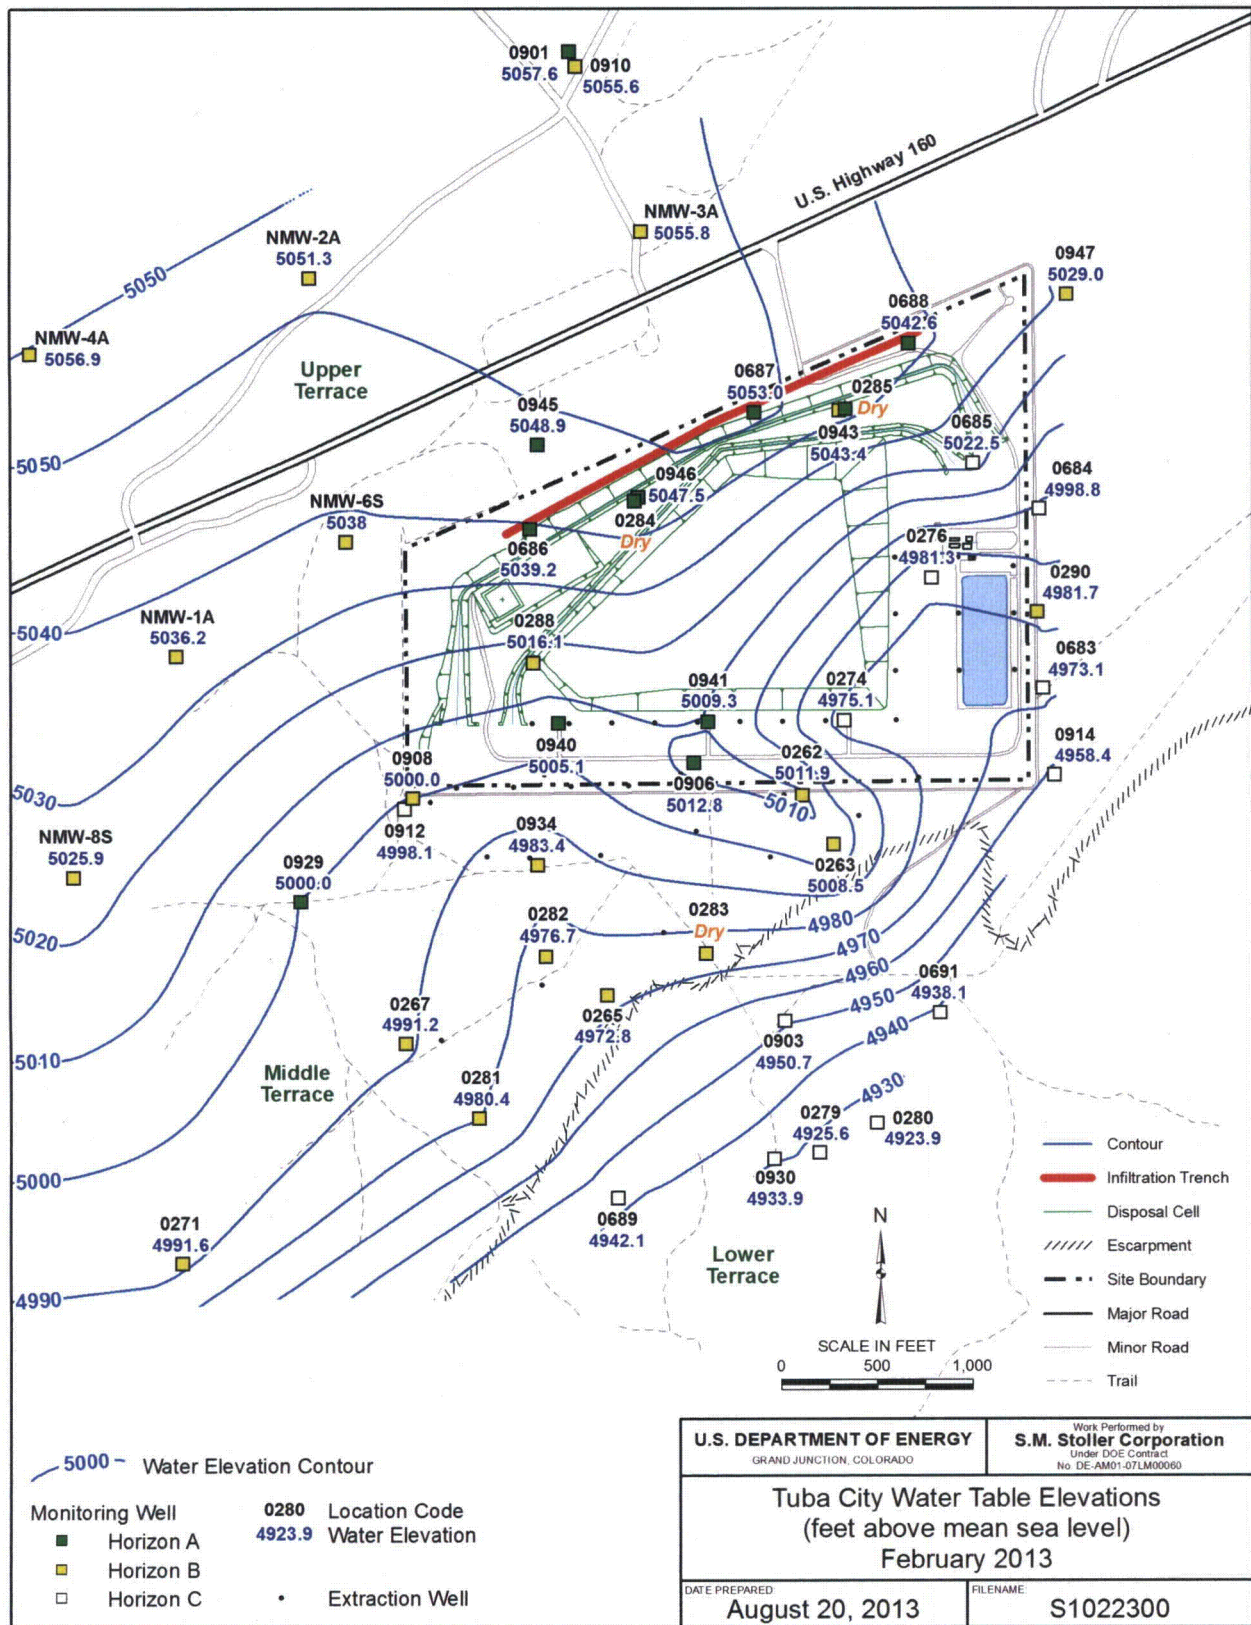 0901
5057.6
0910
5055.6
U.S. Highway 160
NMW-3A
5055.8
NMW-2A
5051.3
5050
0947
5029.0
NMW-4A
5056.9
0688
5042.6
Upper
Terrace
0687
5053.0
0285
Dry
0945
5048.9
0943
5043.4
0685
5022.5
5050
0946
5047.5
0684
4998.8
NMW-6S
5038
0284
Dry
0686
5039.2
0276
4981.3
0290
4981.7
NMW-1A
5036.2
5040
0288
5016.1
0683
4973.1
0941
5009.3
0274
4975.1
0914
4958.4
0940
5005.1
0908
5000.0
0262
5011.9
0906
5012.8
5010
5030
0912
4998.1
0934
4983.4
NMW-8S
5025.9
0929
5000.0
0263
5008.5
0282
4976.7
0283
Dry
4980
4970
4960
4950
4940
5020
0691
4938.1
0267
4991.2
0265
4972.8
0903
4950.7
5010
Middle
Terrace
0281
4980.4
4930
0279
4925.6
0280
4923.9
0930
4933.9
5000
0689
4942.1
0271
4991.6
Lower
Terrace
4990
N
SCALE IN FEET
0 500 1,000
Contour
Infiltration Trench
Disposal Cell
Escarpment
Site Boundary
Major Road
Minor Road
Trail
5000 Water Elevation Contour
Monitoring Well
Horizon A
Horizon B
Horizon C
0280 Location Code
4923.9 Water Elevation
Extraction Well
U.S. DEPARTMENT OF ENERGY
GRAND JUNCTION, COLORADO
Work Performed by
S.M. Stoller Corporation
Under DOE Contract
No. DE-AM01-07LM00060
Tuba City Water Table Elevations
(feet above mean sea level)
February 2013
DATE PREPARED:
August 20, 2013
FILENAME:
S1022300